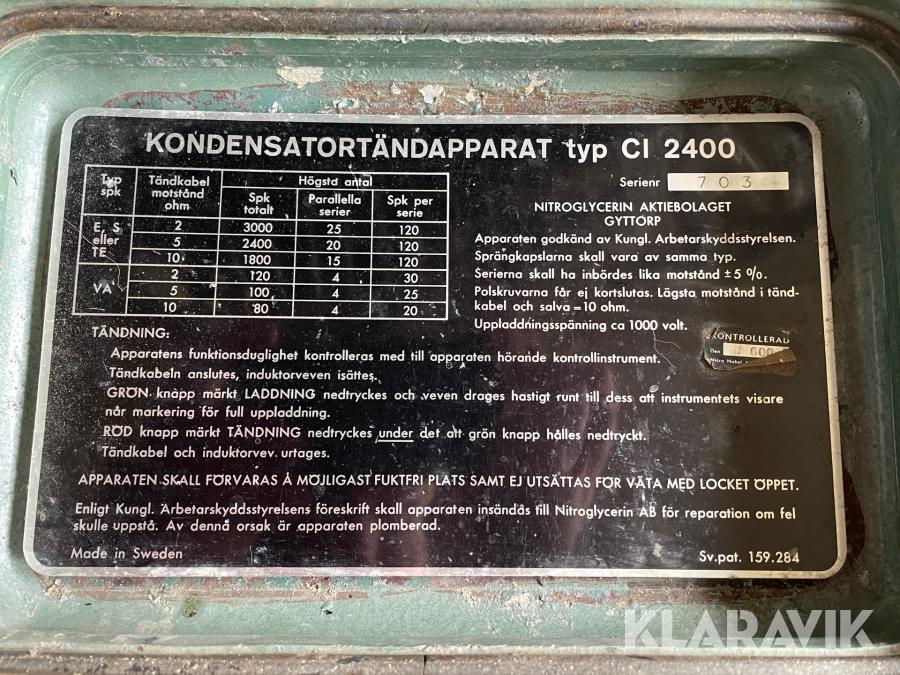 KONDENSATORTÄNDAPPARAT typ CI 2400
Typ spk Tändkabel motstånd ohm Högsta antal
Spk totalt Parallella serier Spk per serie
E, S eller TE 2 3000 25 120
5 2400 20 120
10 1800 15 120
VA 2 120 4 30
5 100 4 25
10 80 4 20
Serienr 703
NITROGLYCERIN AKTIEBOLAGET
GYTTORP
Apparaten godkänd av Kungl. Arbetarskyddsstyrelsen.
Sprängkapslarna skall vara av samma typ.
Serierna skall ha inbördes lika motstånd ±5 %.
Polskruvarna får ej kortslutas. Lägsta motstånd i tänd-
kabel och salva = 10 ohm.
Uppladdningsspänning ca 1000 volt.
KONTROLLERAD
Den
Nitro Nobel
TÄNDNING:
Apparatens funktionsduglighet kontrolleras med till apparaten hörande kontrollinstrument.
Tändkabeln anslutes, induktorveven isättes.
GRÖN knapp märkt LADDNING nedtryckes och veven drages hastigt runt till dess att instrumentets visare
når markering för full uppladdning.
RÖD knapp märkt TÄNDNING nedtryckes under det att grön knapp hålles nedtryckt.
Tändkabel och induktorvev urtages.
APPARATEN SKALL FÖRVARAS Å MÖJLIGAST FUKTFRI PLATS SAMT EJ UTSÄTTAS FÖR VÄTA MED LOCKET ÖPPET.
Enligt Kungl. Arbetarskyddsstyrelsens föreskrift skall apparaten insändas till Nitroglycerin AB för reparation om fel
skulle uppstå. Av denna orsak är apparaten plomberad.
Made in Sweden
Sv.pat. 159.284
KLARAVIK